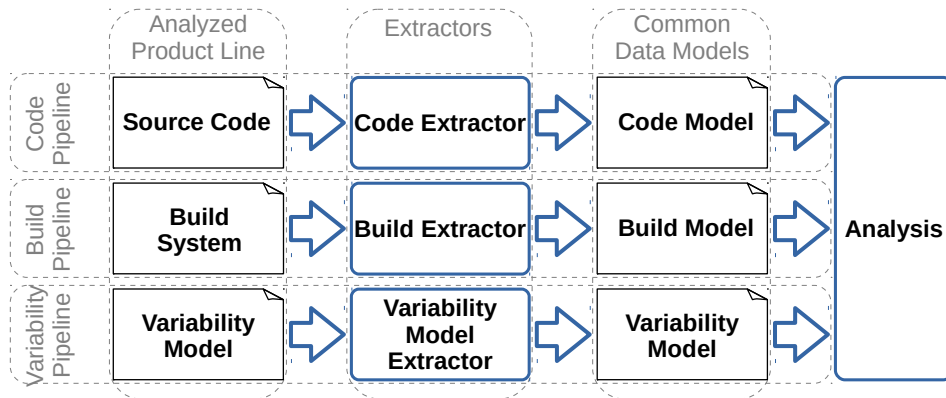 Analyzed
Product Line
Extractors
Common
Data Models
Code
Pipeline
Source Code
Code Extractor
Code Model
Build
Pipeline
Build
System
Build Extractor
Build Model
Analysis
Variability
Pipeline
Variability
Model
Variability
Model
Extractor
Variability
Model